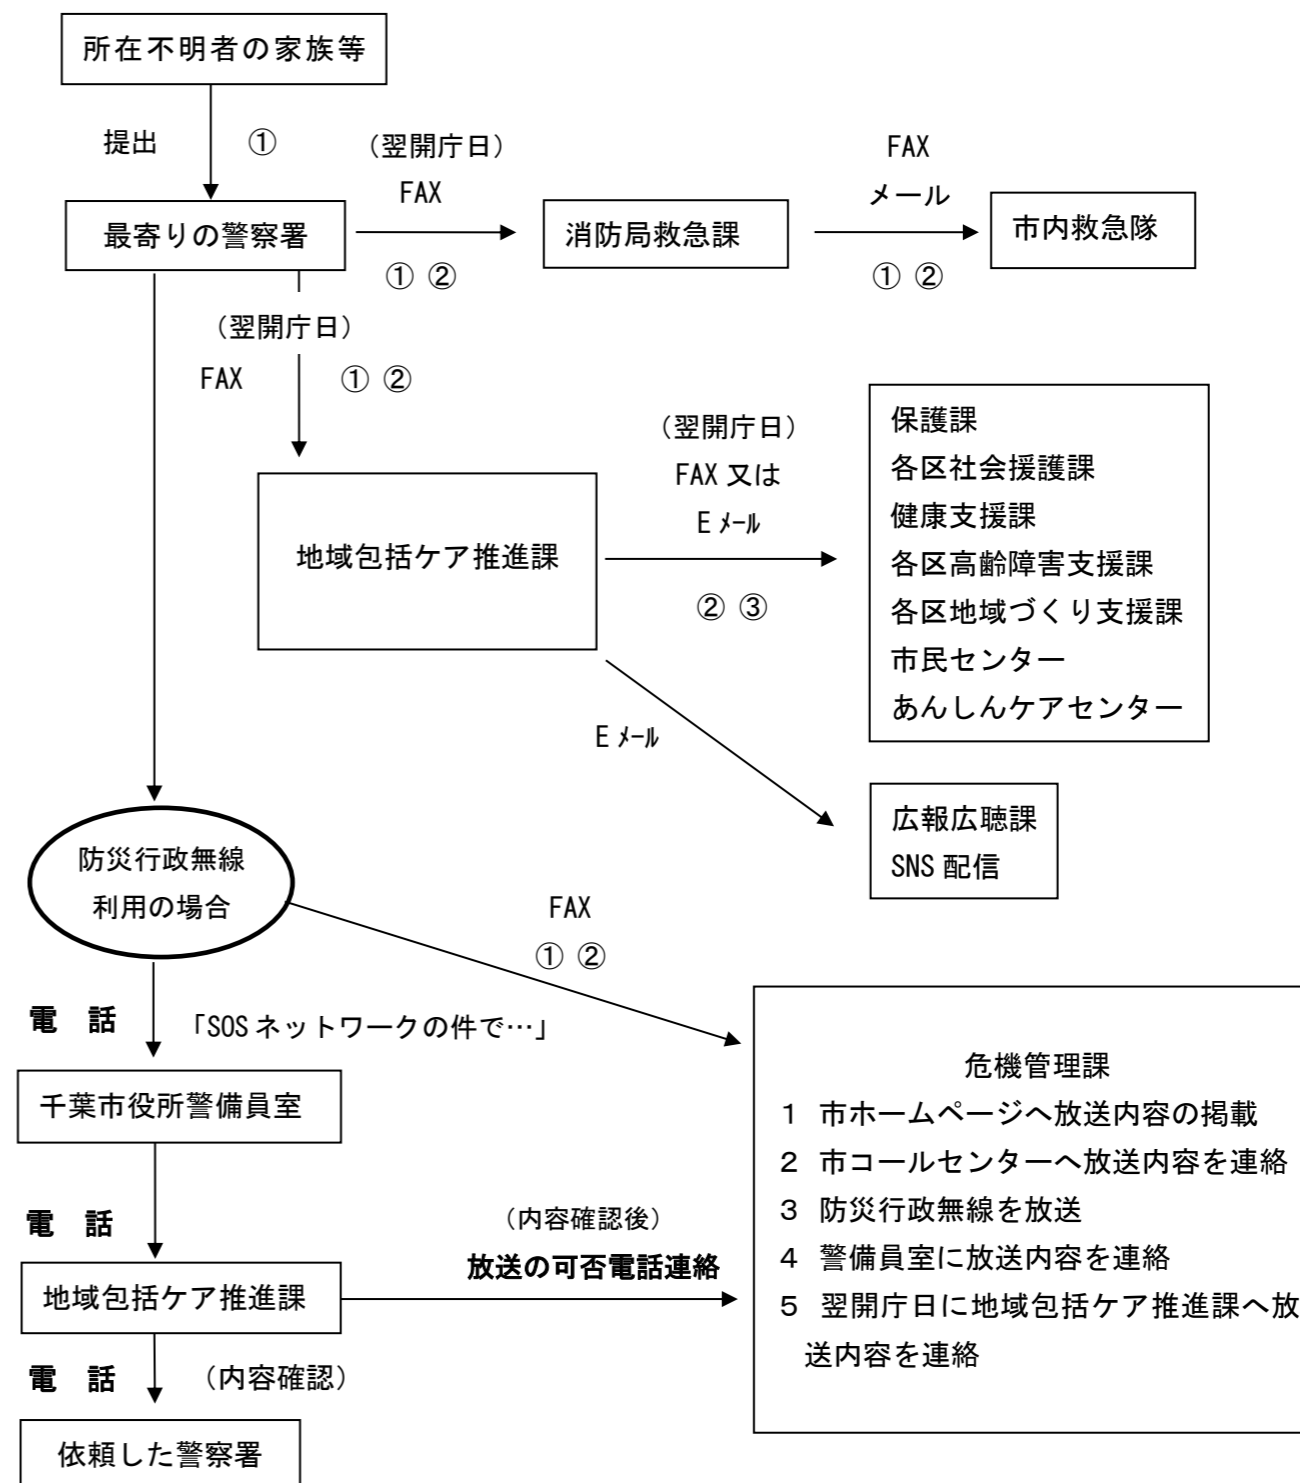 所在不明者の家族等
提出 ①
（翌開庁日）
FAX
FAX
メール
最寄りの警察署
消防局救急課
市内救急隊
① ②
① ②
（翌開庁日）
FAX ① ②
（翌開庁日）
FAX 又は
E ﾒｰﾙ
② ③
地域包括ケア推進課
保護課
各区社会援護課
健康支援課
各区高齢障害支援課
各区地域づくり支援課
市民センター
あんしんケアセンター
E ﾒｰﾙ
広報広聴課
SNS 配信
防災行政無線
利用の場合
FAX
① ②
電 話 「SOS ネットワークの件で…」
千葉市役所警備員室
電 話
（内容確認後）
放送の可否電話連絡
地域包括ケア推進課
電 話 （内容確認）
依頼した警察署
危機管理課
1 市ホームページへ放送内容の掲載
2 市コールセンターへ放送内容を連絡
3 防災行政無線を放送
4 警備員室に放送内容を連絡
5 翌開庁日に地域包括ケア推進課へ放
送内容を連絡